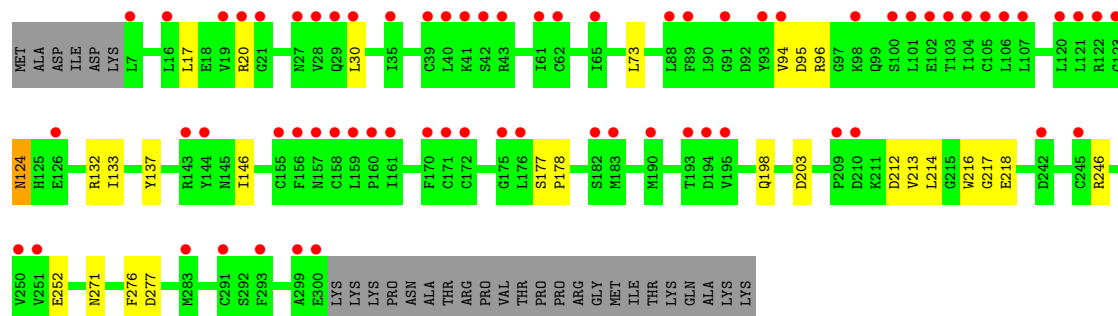 MET ALA ASP ILE ASP LYS L7 L16 L17 E18 V19 R20 G21 N27 V28 Q29 L30 I35 C39 L40 K41 S42 R43 I61 C62 I65 L73 L88 F89 L90 G91 D92 Y93 V94 D95 R96 G97 K98 Q99 S100 L101 E102 T103 I104 C105 L106 L107 L120 L121 R122 C123
N124 H125 E126 R132 I133 Y137 R143 Y144 N145 I146 C155 F156 N157 C158 L159 P160 I161 F170 C171 C172 G175 L176 S177 P178 S182 M183 M190 T193 D194 V195 Q198 D203 P209 D210 K211 D212 V213 L214 G215 W216 G217 E218 D242 C245 R246
V250 V251 E252 N271 F276 D277 M283 C291 S292 F293 A299 E300 LYS LYS LYS PRO ASN ALA THR ARG PRO VAL THR PRO PRO ARG GLY MET ILE THR LYS GLN ALA LYS LYS